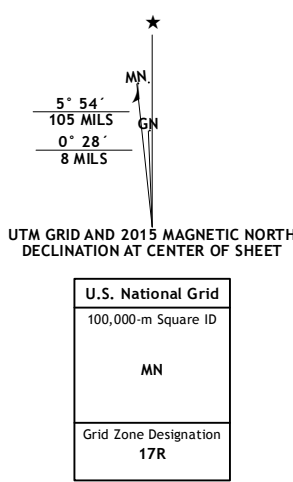 ★
MN.
5° 54´
105 MILS
GN
0° 28´
8 MILS
UTM GRID AND 2015 MAGNETIC NORTH
DECLINATION AT CENTER OF SHEET
U.S. National Grid
100,000-m Square ID
MN
Grid Zone Designation
17R